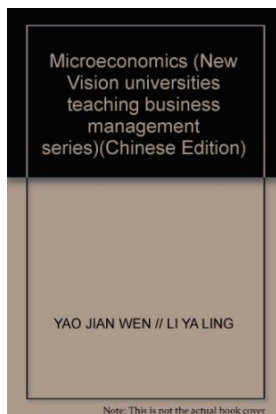 Microeconomics (New
Vision universities
teaching business
management
series)(Chinese Edition)
YAO JIAN WEN // LI YA LING
Note: This is not the actual book cover